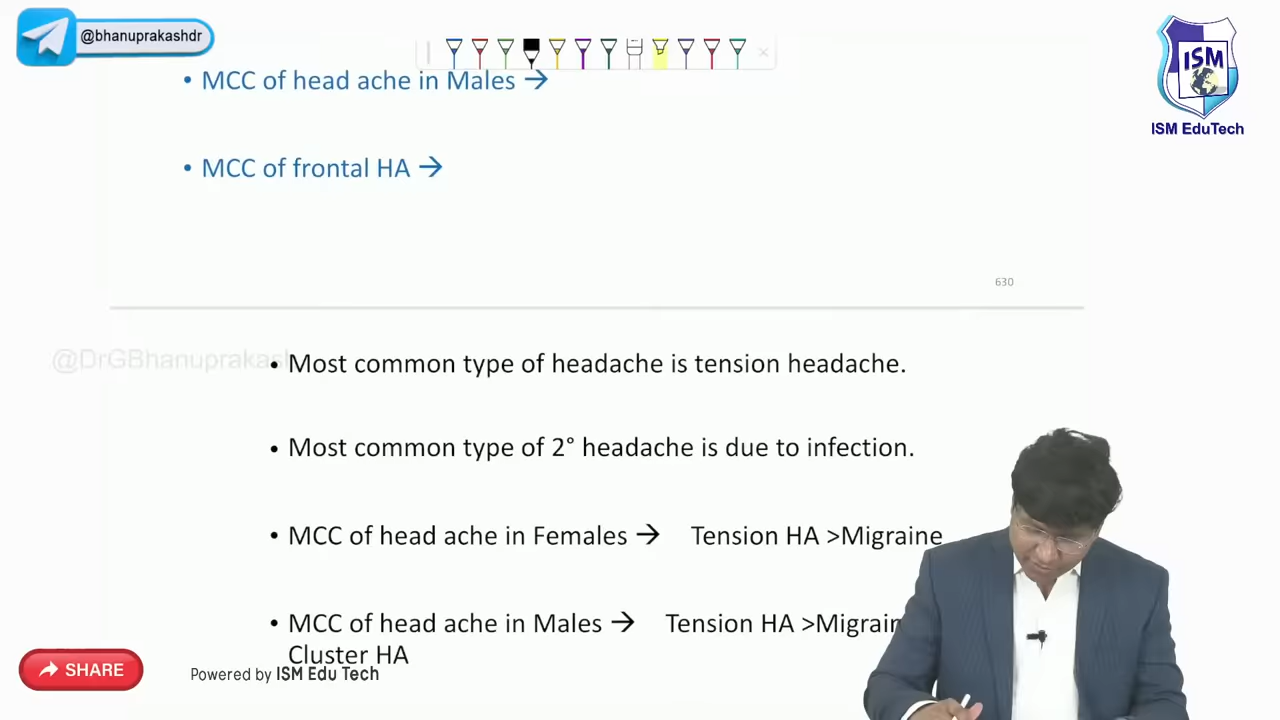 @bhanuprakashdr
• MCC of head ache in Males →
ISM
ISM EduTech
• MCC of frontal HA →
630
@DrGBhanuprakash
• Most common type of headache is tension headache.
• Most common type of 2° headache is due to infection.
• MCC of head ache in Females → Tension HA >Migraine
• MCC of head ache in Males → Tension HA >
Cluster HA
SHARE
Powered by ISM Edu Tech